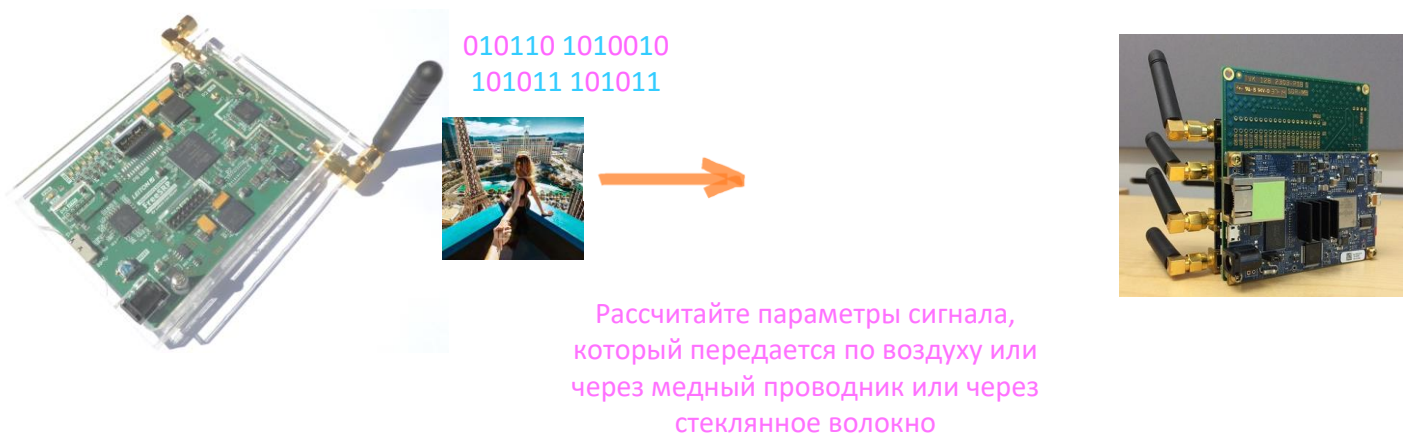 010110 1010010
101011 101011
Рассчитайте параметры сигнала,
который передается по воздуху или
через медный проводник или через
стеклянное волокно